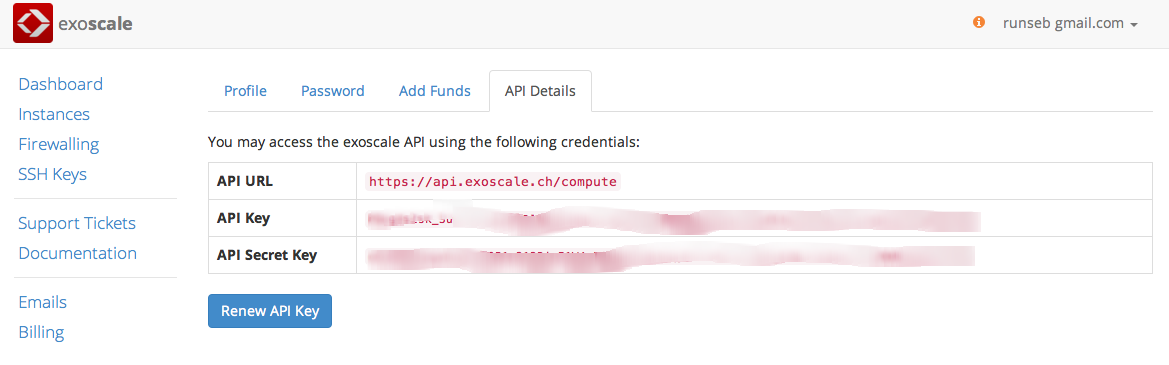 exoscale
runseb gmail.com
Dashboard
Instances
Firewalling
SSH Keys
Support Tickets
Documentation
Emails
Billing
Profile Password Add Funds API Details
You may access the exoscale API using the following credentials:
API URL https://api.exoscale.ch/compute
API Key
API Secret Key
Renew API Key